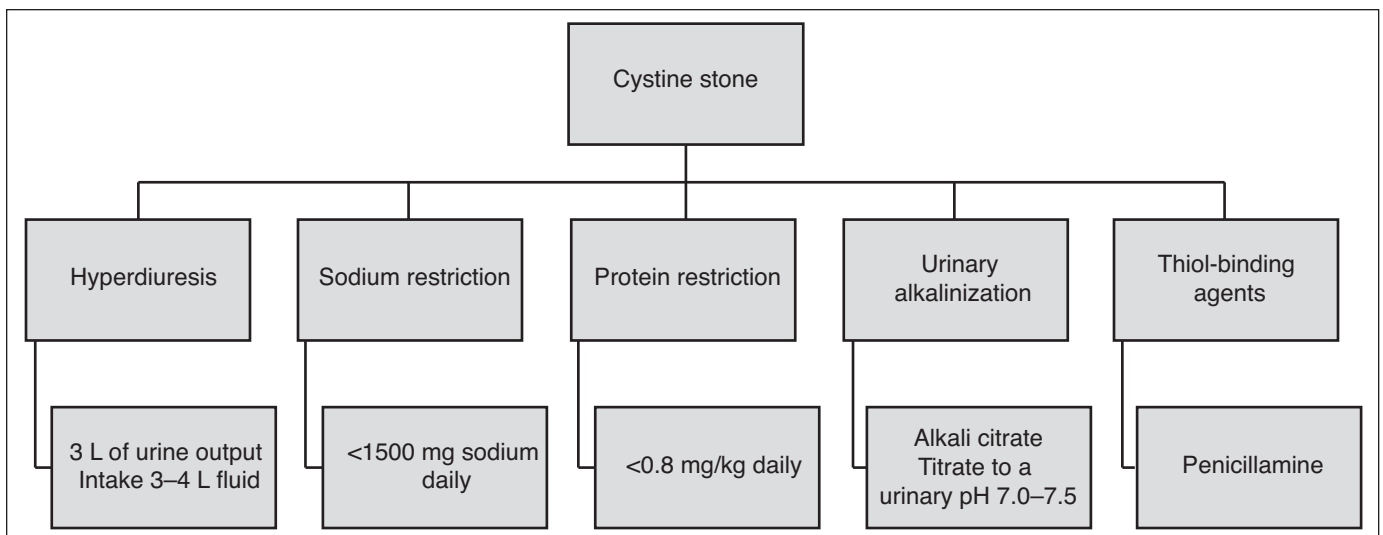 Cystine stone
Hyperdiuresis
Sodium restriction
Protein restriction
Urinary
alkalinization
Thiol-binding
agents
3 L of urine output
Intake 3–4 L fluid
<1500 mg sodium
daily
<0.8 mg/kg daily
Alkali citrate
Titrate to a
urinary pH 7.0–7.5
Penicillamine